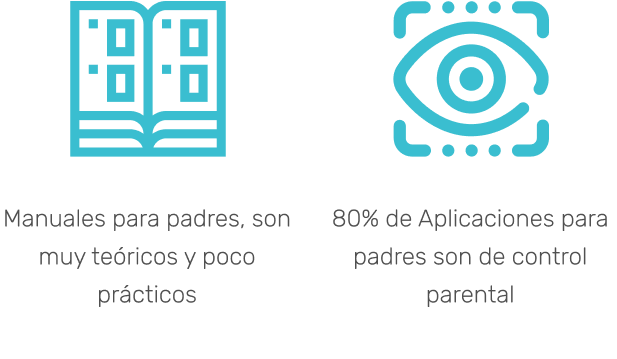 Manuales para padres, son
muy teóricos y poco
prácticos
80% de Aplicaciones para
padres son de control
parental